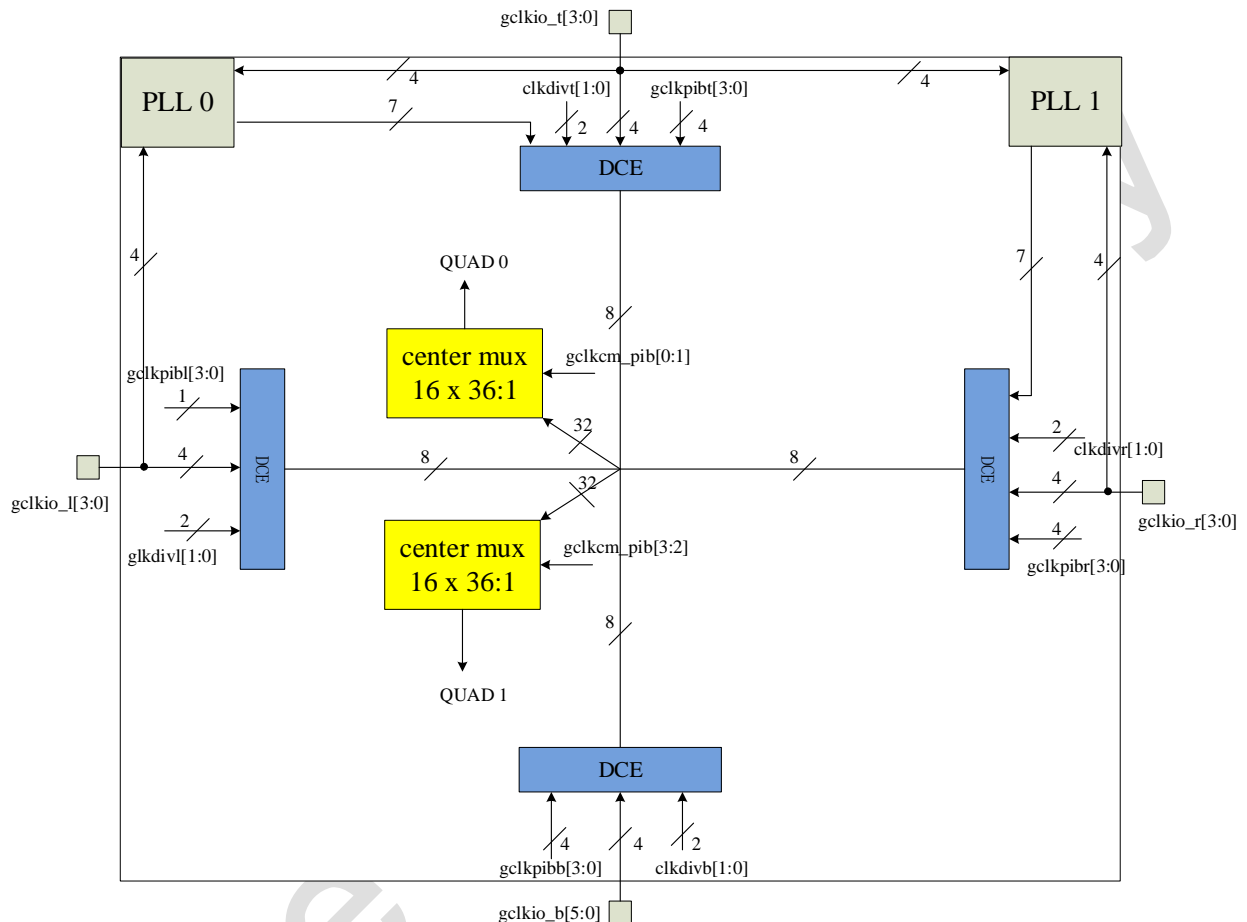 gclkio_t[3:0]
4
4
PLL 0
7
clkdivt[1:0]
gclkpibt[3:0]
PLL 1
2
4
4
DCE
4
QUAD 0
7
4
8
center mux
16 x 36:1
gclkcm_pib[0:1]
gclkpibl[3:0]
1
DCE
32
4
8
8
2
clkdivr[1:0]
DCE
gclkio_l[3:0]
32
4
gclkio_r[3:0]
2
glkdivl[1:0]
center mux
16 x 36:1
gclkcm_pib[3:2]
4
gclkpibr[3:0]
8
QUAD 1
DCE
4
4
2
gclkpibb[3:0]
clkdivb[1:0]
gclkio_b[5:0]
y